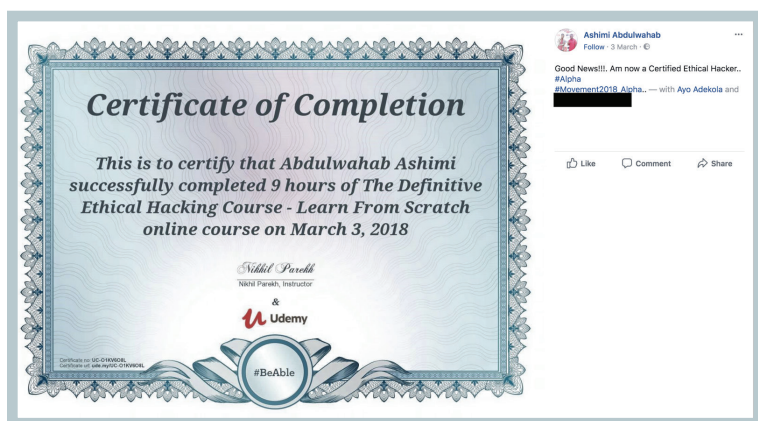 Certificate of Completion
This is to certify that Abdulwahab Ashimi
successfully completed 9 hours of The Definitive
Ethical Hacking Course - Learn From Scratch
online course on March 3, 2018
Nikhil Parekh
Nikhil Parekh, Instructor
&
Udemy
Certificate no: UC-O1KV6D8L
Certificate url: ude.my/UC-O1KV6D8L
#BeAble
Ashimi Abdulwahab
Follow · 3 March ·
Good News!!!. Am now a Certified Ethical Hacker..
#Alpha
#Movement2018_Alpha.. — with Ayo Adekola and
Like Comment Share